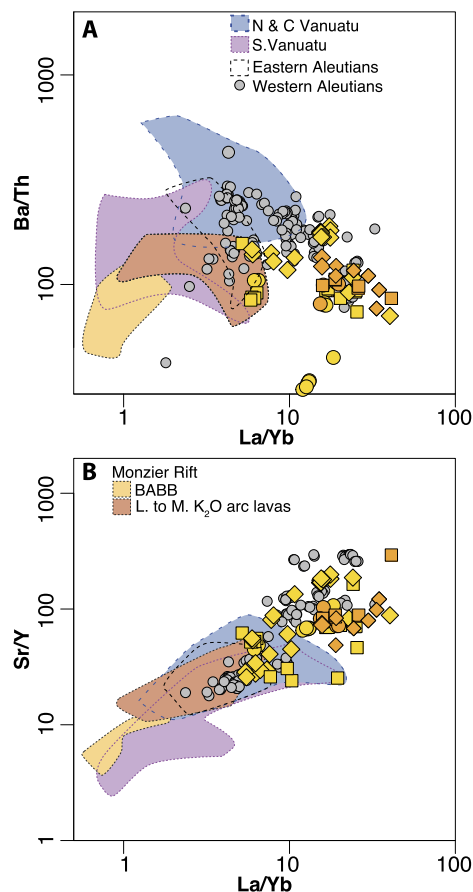 A
N & C Vanuatu
S.Vanuatu
Eastern Aleutians
Western Aleutians
1000
100
Ba/Th
1
10
100
La/Yb
B
Monzier Rift
BABB
L. to M. K₂O arc lavas
1000
100
10
1
Sr/Y
1
10
100
La/Yb